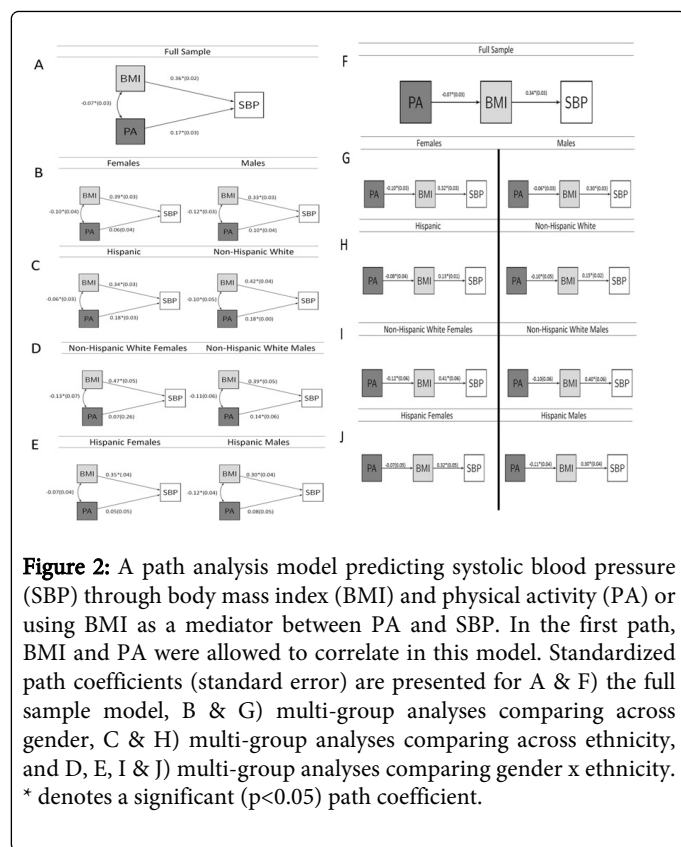 Full Sample
A
BMI
0.36*(0.02)
-0.07*(0.03)
SBP
PA
0.17*(0.03)
Females
Males
B
BMI
0.39*(0.03)
-0.10*(0.04)
SBP
PA
0.06(0.04)
BMI
0.33*(0.03)
-0.12*(0.03)
SBP
PA
0.10*(0.04)
Hispanic
Non-Hispanic White
C
BMI
0.34*(0.03)
-0.06*(0.03)
SBP
PA
0.18*(0.03)
BMI
0.42*(0.04)
-0.10*(0.05)
SBP
PA
0.18*(0.00)
Non-Hispanic White Females
Non-Hispanic White Males
D
BMI
0.47*(0.05)
-0.13*(0.07)
SBP
PA
0.07(0.26)
BMI
0.39*(0.05)
-0.11(0.06)
SBP
PA
0.14*(0.06)
Hispanic Females
Hispanic Males
E
BMI
0.35*(.04)
-0.07(0.04)
SBP
PA
0.05(0.05)
BMI
0.30*(0.04)
-0.12*(0.04)
SBP
PA
0.08(0.05)
Full Sample
F
PA
-0.07*(0.03)
BMI
0.34*(0.03)
SBP
Females
Males
G
PA
-0.10*(0.03)
BMI
0.32*(0.03)
SBP
PA
-0.06*(0.03)
BMI
0.30*(0.03)
SBP
Hispanic
Non-Hispanic White
H
PA
-0.08*(0.04)
BMI
0.13*(0.01)
SBP
PA
-0.10*(0.05)
BMI
0.15*(0.02)
SBP
Non-Hispanic White Females
Non-Hispanic White Males
I
PA
-0.12*(0.06)
BMI
0.41*(0.06)
SBP
PA
-0.10(0.06)
BMI
0.40*(0.06)
SBP
Hispanic Females
Hispanic Males
J
PA
-0.07(0.05)
BMI
0.32*(0.05)
SBP
PA
-0.11*(0.04)
BMI
0.30*(0.04)
SBP
Figure 2: A path analysis model predicting systolic blood pressure
(SBP) through body mass index (BMI) and physical activity (PA) or
using BMI as a mediator between PA and SBP. In the first path,
BMI and PA were allowed to correlate in this model. Standardized
path coefficients (standard error) are presented for A & F) the full
sample model, B & G) multi-group analyses comparing across
gender, C & H) multi-group analyses comparing across ethnicity,
and D, E, I & J) multi-group analyses comparing gender x ethnicity.
* denotes a significant (p<0.05) path coefficient.